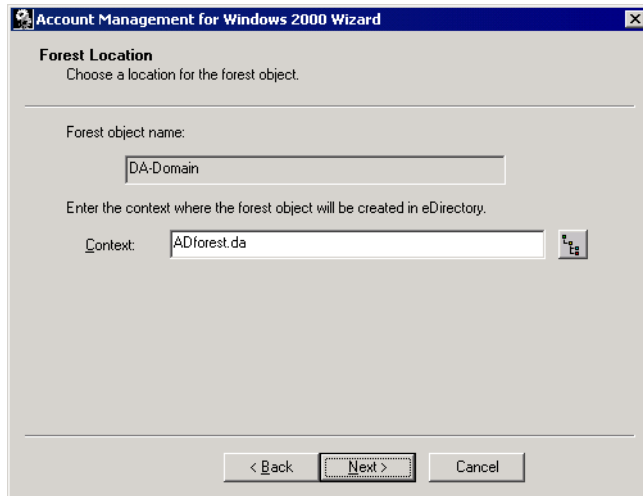 Account Management for Windows 2000 Wizard
Forest Location
Choose a location for the forest object.
Forest object name:
DA-Domain
Enter the context where the forest object will be created in eDirectory.
Context:
ADforest.da
< Back
Next >
Cancel